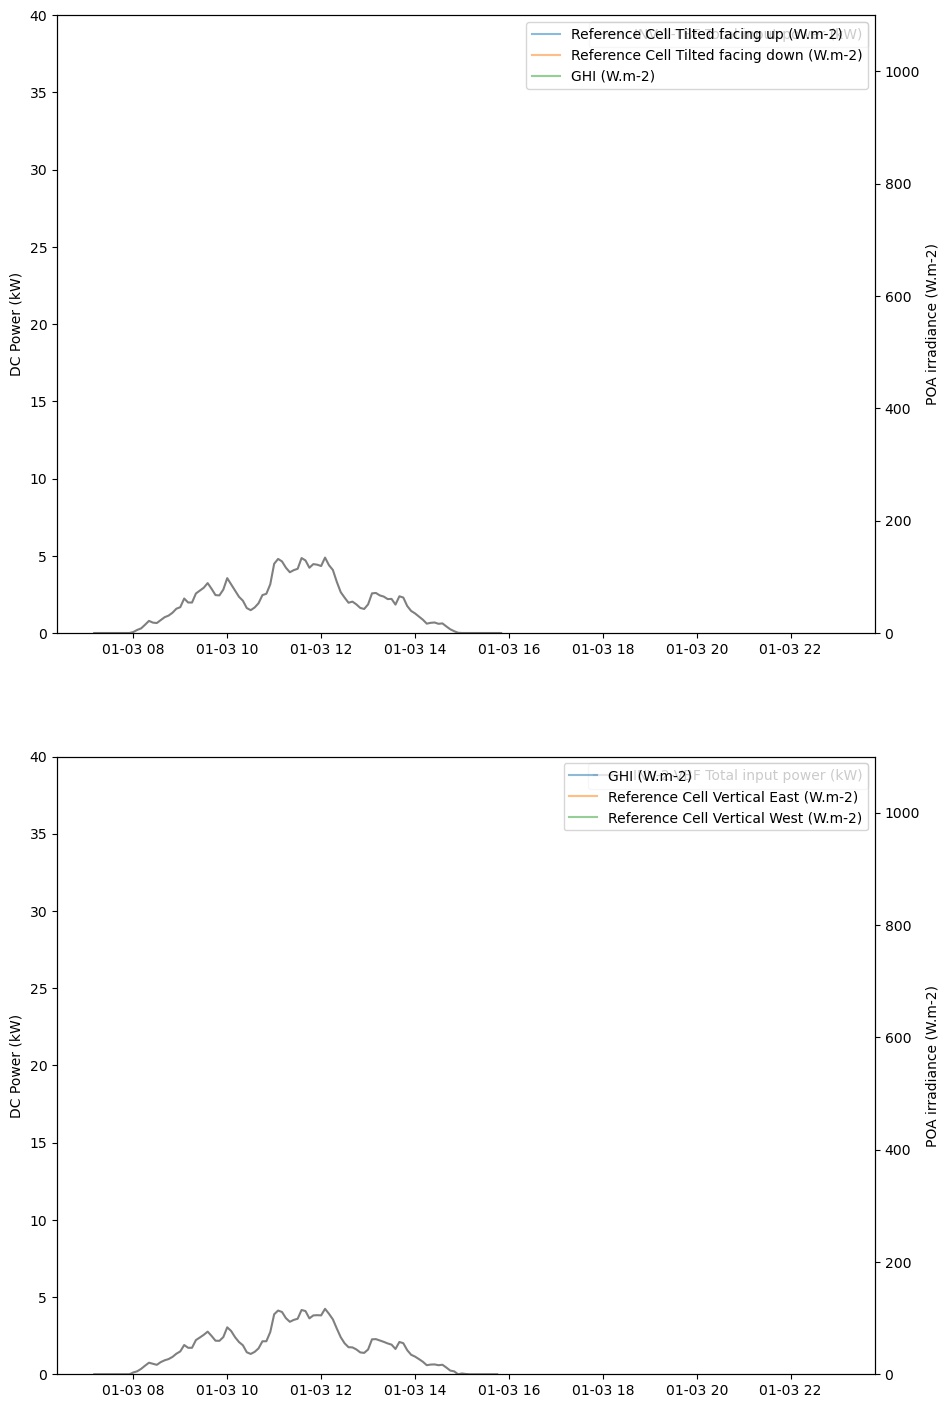 40
35
30
25
20
15
10
5
0
DC Power (kW)
Reference Cell Tilted facing up (W.m-2)
Reference Cell Tilted facing down (W.m-2)
GHI (W.m-2)
1000
800
600
400
200
0
POA irradiance (W.m-2)
01-03 08 01-03 10 01-03 12 01-03 14 01-03 16 01-03 18 01-03 20 01-03 22
40
35
30
25
20
15
10
5
0
DC Power (kW)
GHI (W.m-2) Total input power (kW)
Reference Cell Vertical East (W.m-2)
Reference Cell Vertical West (W.m-2)
1000
800
600
400
200
0
POA irradiance (W.m-2)
01-03 08 01-03 10 01-03 12 01-03 14 01-03 16 01-03 18 01-03 20 01-03 22